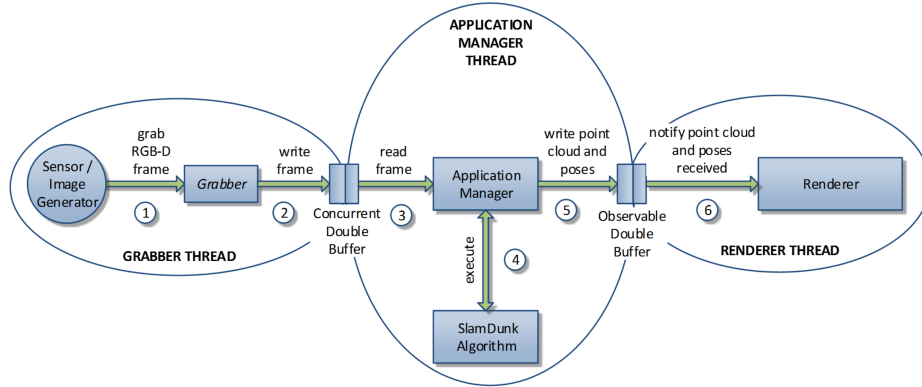 APPLICATION
MANAGER
THREAD
grab
RGB-D
frame
write
frame
read
frame
write point
cloud and
poses
notify point cloud
and poses
received
Sensor /
Image
Generator
Grabber
Application
Manager
Renderer
1
2
3
5
6
Concurrent
Double
Buffer
Observable
Double
Buffer
GRABBER THREAD
RENDERER THREAD
execute
4
SlamDunk
Algorithm